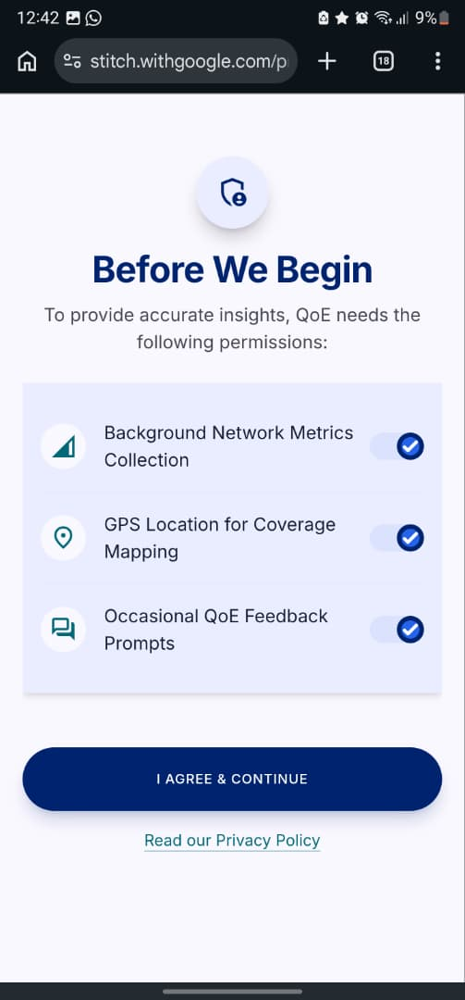 12:42
9%
stitch.withgoogle.com/p
18
Before We Begin
To provide accurate insights, QoE needs the
following permissions:
Background Network Metrics
Collection
GPS Location for Coverage
Mapping
Occasional QoE Feedback
Prompts
I AGREE & CONTINUE
Read our Privacy Policy